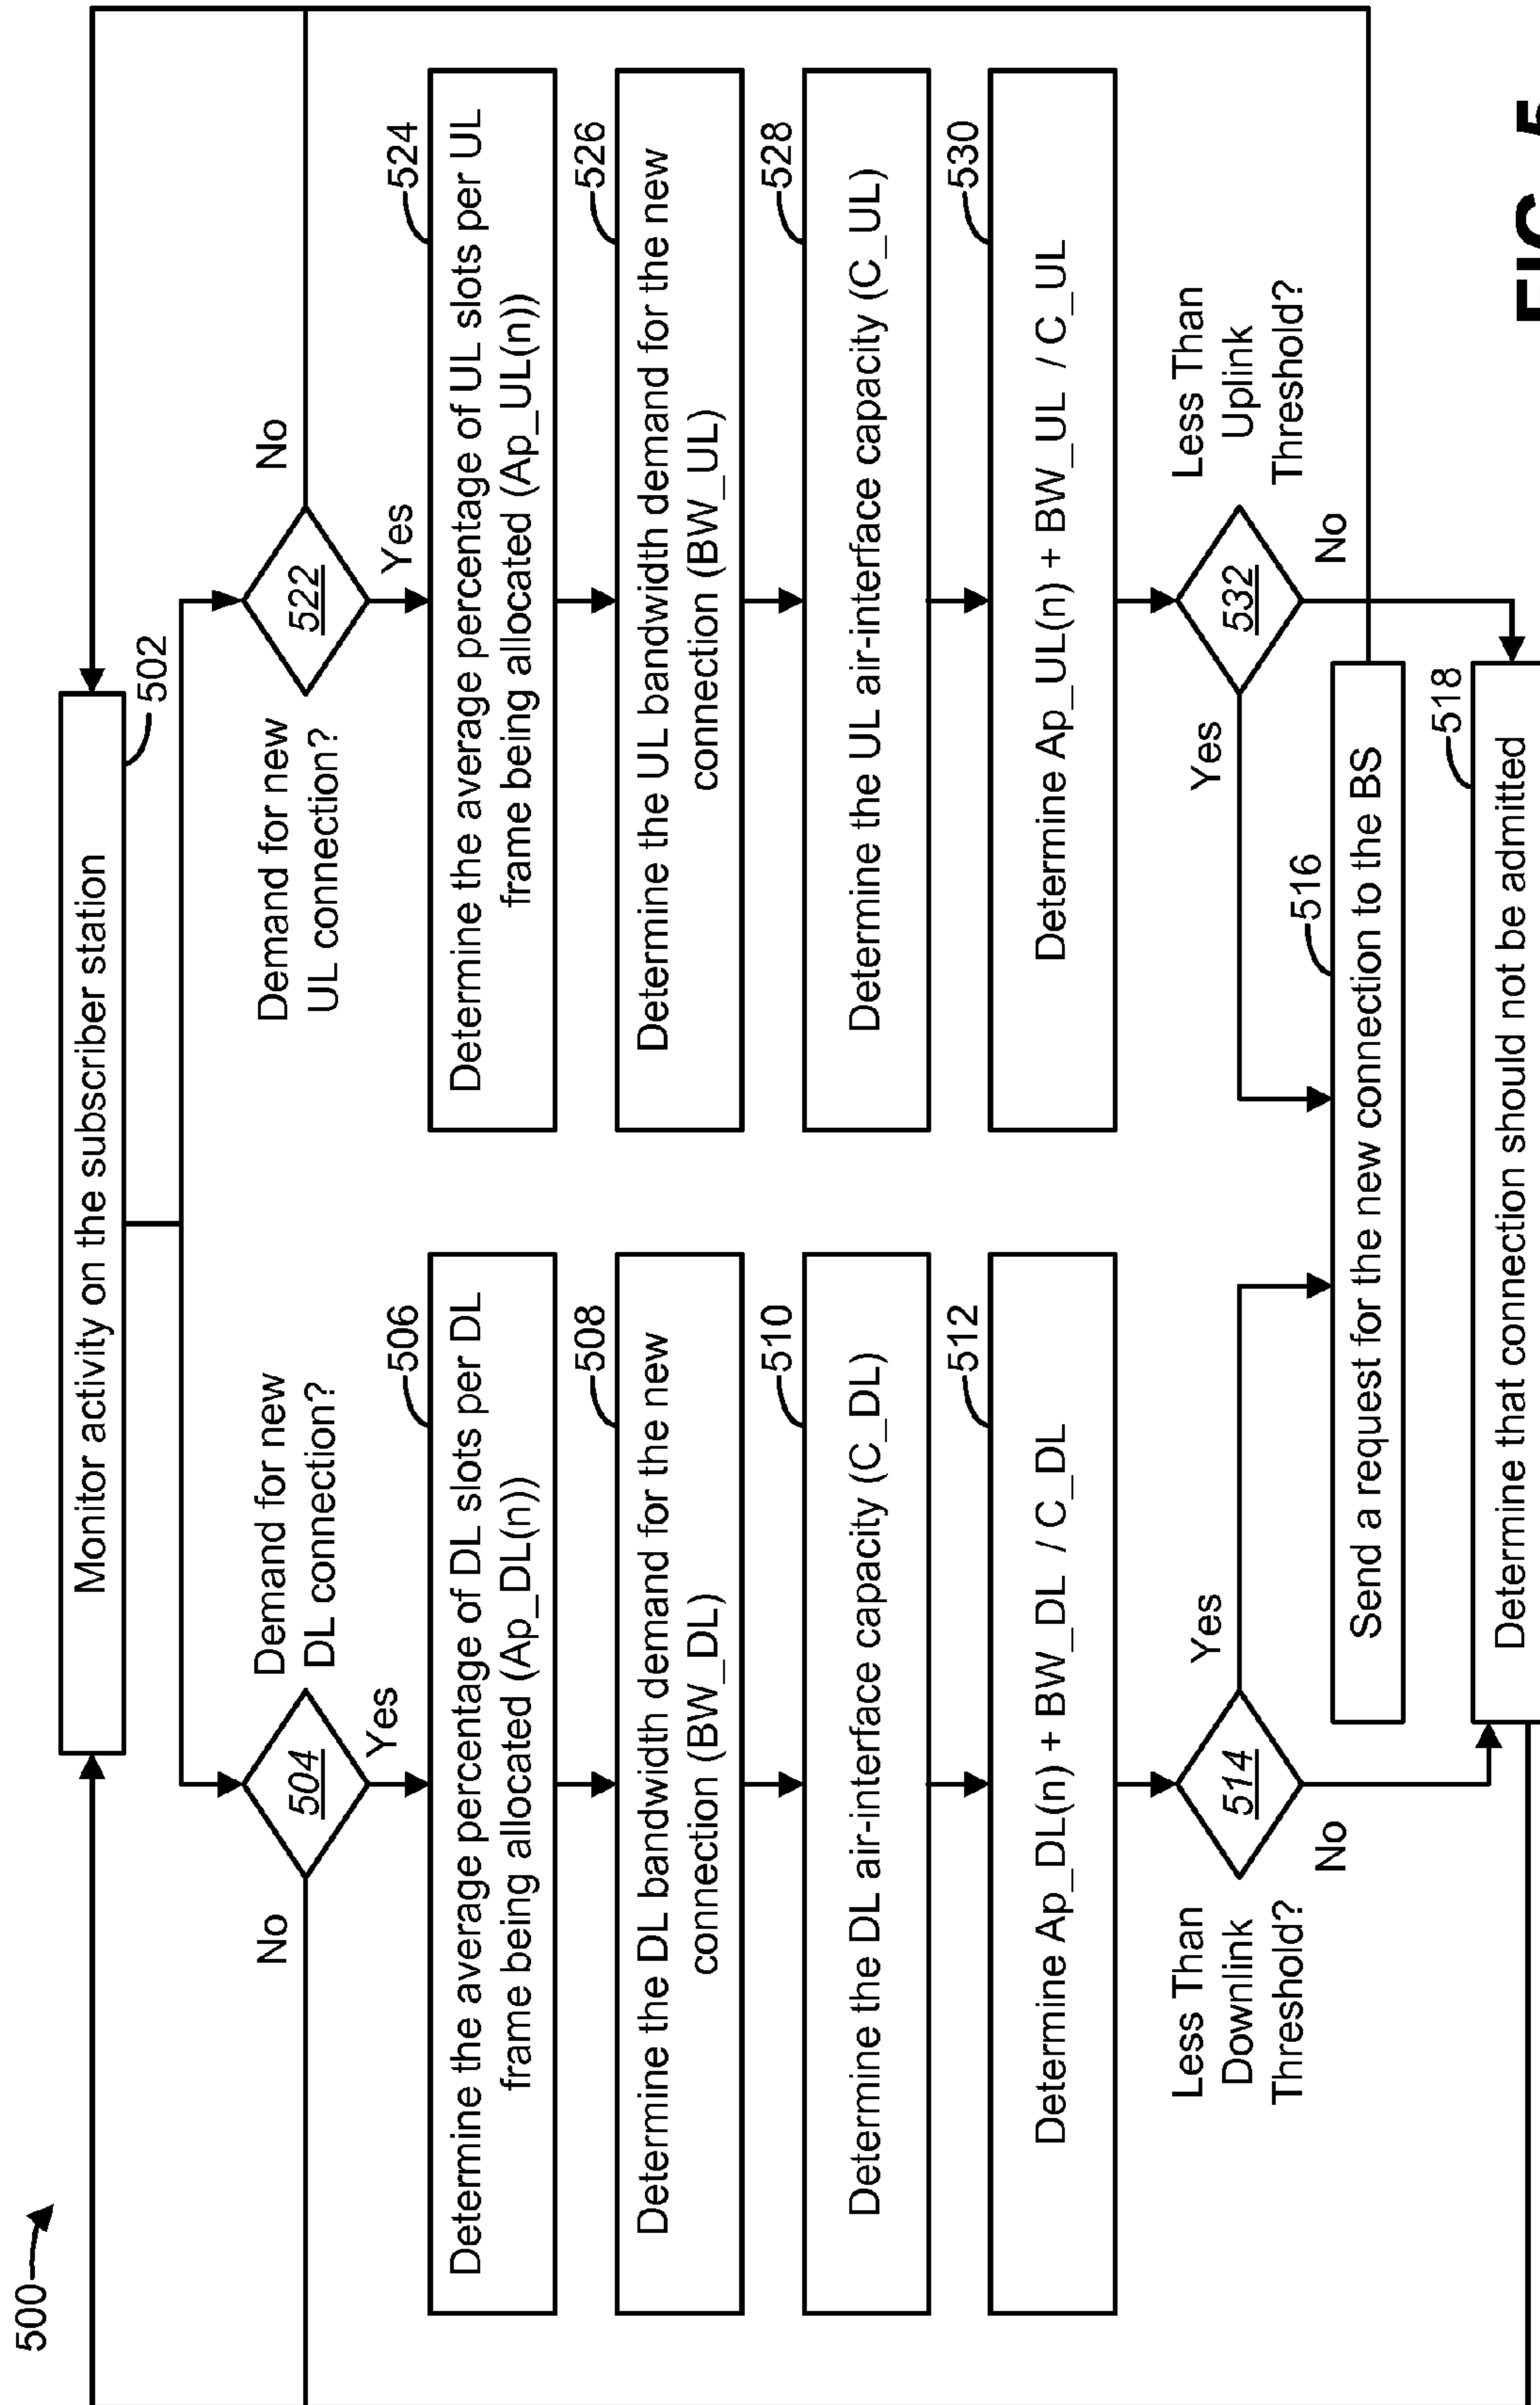 500
Monitor activity on the subscriber station
502
Demand for new
DL connection?
504
No
Yes
506
Determine the average percentage of DL slots per DL
frame being allocated (Ap_DL(n))
508
Determine the DL bandwidth demand for the new
connection (BW_DL)
510
Determine the DL air-interface capacity (C_DL)
512
Determine Ap_DL(n) + BW_DL / C_DL
Less Than
Downlink
Threshold?
514
Yes
No
Demand for new
UL connection?
522
No
Yes
524
Determine the average percentage of UL slots per UL
frame being allocated (Ap_UL(n))
526
Determine the UL bandwidth demand for the new
connection (BW_UL)
528
Determine the UL air-interface capacity (C_UL)
530
Determine Ap_UL(n) + BW_UL / C_UL
Less Than
Uplink
Threshold?
532
Yes
No
516
Send a request for the new connection to the BS
518
Determine that connection should not be admitted
FIG. 5